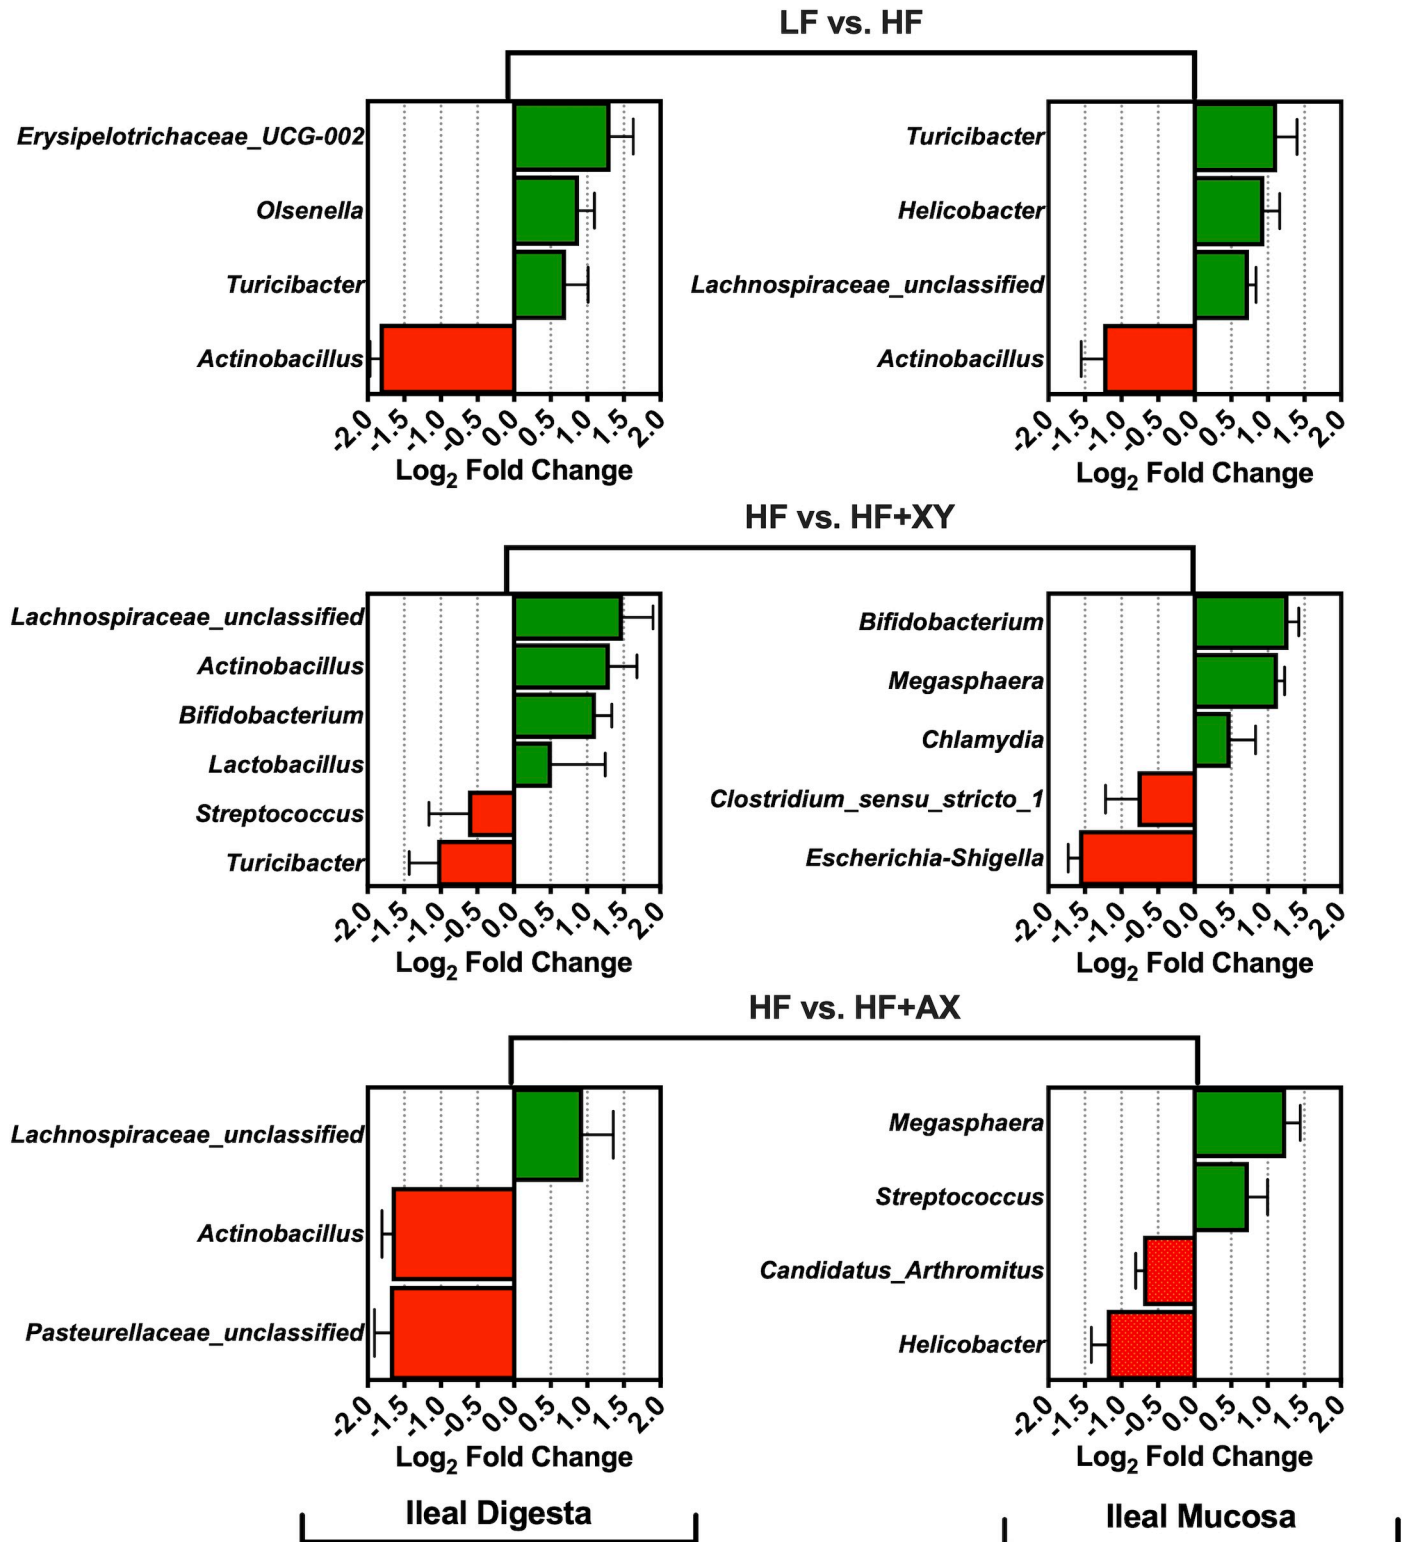 LF vs. HF
Erysipelotrichaceae_UCG-002
Olsenella
Turicibacter
Actinobacillus
-2.0 -1.5 -1.0 -0.5 0.0 0.5 1.0 1.5 2.0
Log2 Fold Change
Turicibacter
Helicobacter
Lachnospiraceae_unclassified
Actinobacillus
-2.0 -1.5 -1.0 -0.5 0.0 0.5 1.0 1.5 2.0
Log2 Fold Change
HF vs. HF+XY
Lachnospiraceae_unclassified
Actinobacillus
Bifidobacterium
Lactobacillus
Streptococcus
Turicibacter
-2.0 -1.5 -1.0 -0.5 0.0 0.5 1.0 1.5 2.0
Log2 Fold Change
Bifidobacterium
Megasphaera
Chlamydia
Clostridium_sensu_stricto_1
Escherichia-Shigella
-2.0 -1.5 -1.0 -0.5 0.0 0.5 1.0 1.5 2.0
Log2 Fold Change
HF vs. HF+AX
Lachnospiraceae_unclassified
Actinobacillus
Pasteurellaceae_unclassified
-2.0 -1.5 -1.0 -0.5 0.0 0.5 1.0 1.5 2.0
Log2 Fold Change
Megasphaera
Streptococcus
Candidatus_Arthromitus
Helicobacter
-2.0 -1.5 -1.0 -0.5 0.0 0.5 1.0 1.5 2.0
Log2 Fold Change
Ileal Digesta
Ileal Mucosa